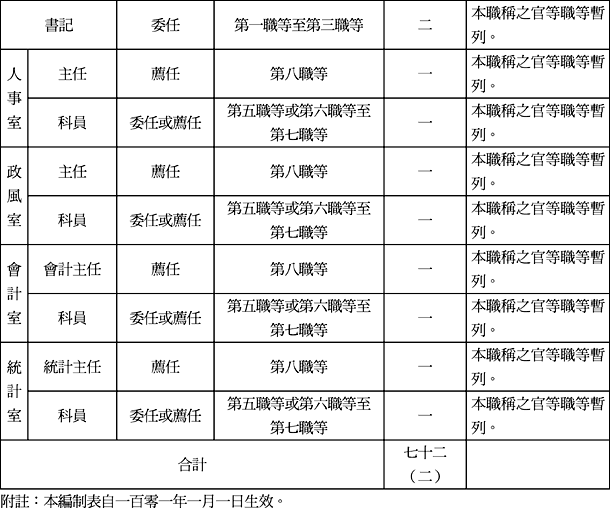 書記 委任 第一職等至第三職等 二 本職稱之官等職等暫列。
人事室 主任 薦任 第八職等 一 本職稱之官等職等暫列。
科員 委任或薦任 第五職等或第六職等至第七職等 一 本職稱之官等職等暫列。
政風室 主任 薦任 第八職等 一 本職稱之官等職等暫列。
科員 委任或薦任 第五職等或第六職等至第七職等 一 本職稱之官等職等暫列。
會計室 會計主任 薦任 第八職等 一 本職稱之官等職等暫列。
科員 委任或薦任 第五職等或第六職等至第七職等 一 本職稱之官等職等暫列。
統計室 統計主任 薦任 第八職等 一 本職稱之官等職等暫列。
科員 委任或薦任 第五職等或第六職等至第七職等 一 本職稱之官等職等暫列。
合計 七十二（二）
附註：本編制表自一百零一年一月一日生效。